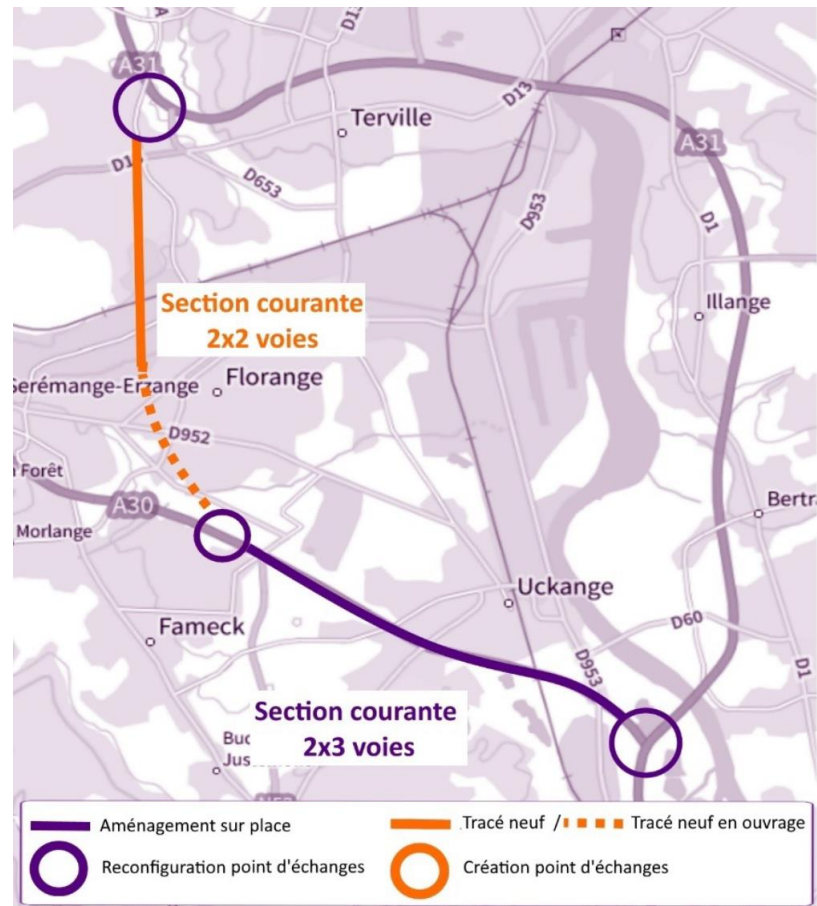 A31
D13
Terville
A31
D653
D953
D1
Section courante
2x2 voies
Illange
Serémange-Erzange
Florange
D952
Forêt
A30
Morlange
Uckange
Fameck
D60
D953
D1
Section courante
2x3 voies
Aménagement sur place
Tracé neuf /
Tracé neuf en ouvrage
Reconfiguration point d'échanges
Création point d'échanges